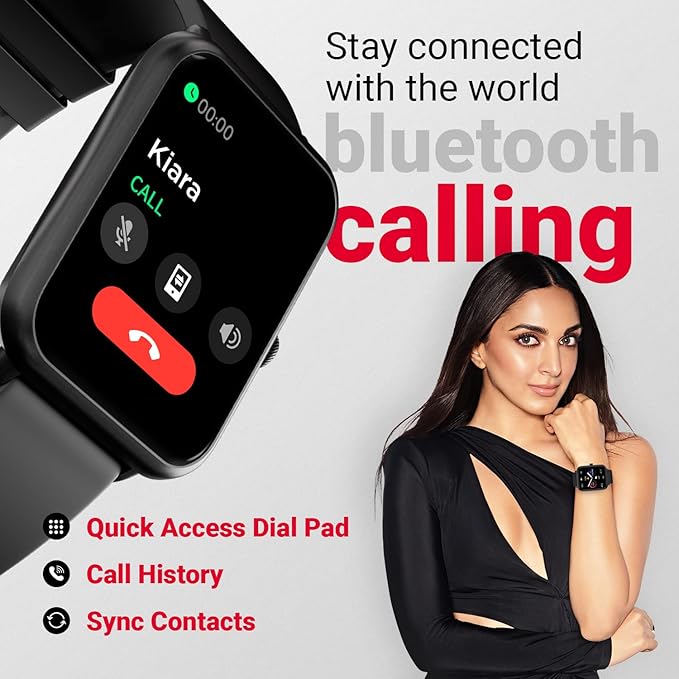 Stay connected
with the world
bluetooth
calling
00:00
Kiara
CALL
Quick Access Dial Pad
Call History
Sync Contacts